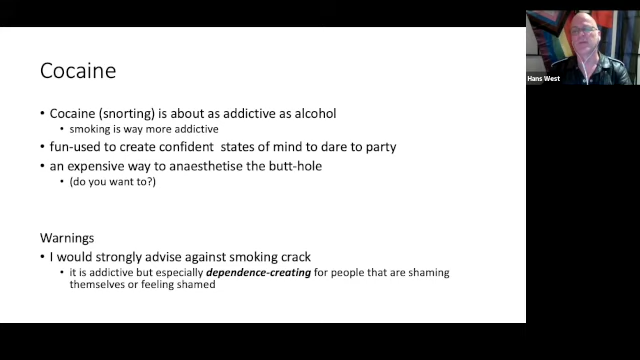 Cocaine
• Cocaine (snorting) is about as addictive as alcohol
• smoking is way more addictive
• fun-used to create confident states of mind to dare to party
• an expensive way to anaesthetise the butt-hole
• (do you want to?)
Warnings
• I would strongly advise against smoking crack
• it is addictive but especially dependence-creating for people that are shaming
themselves or feeling shamed
Hans West